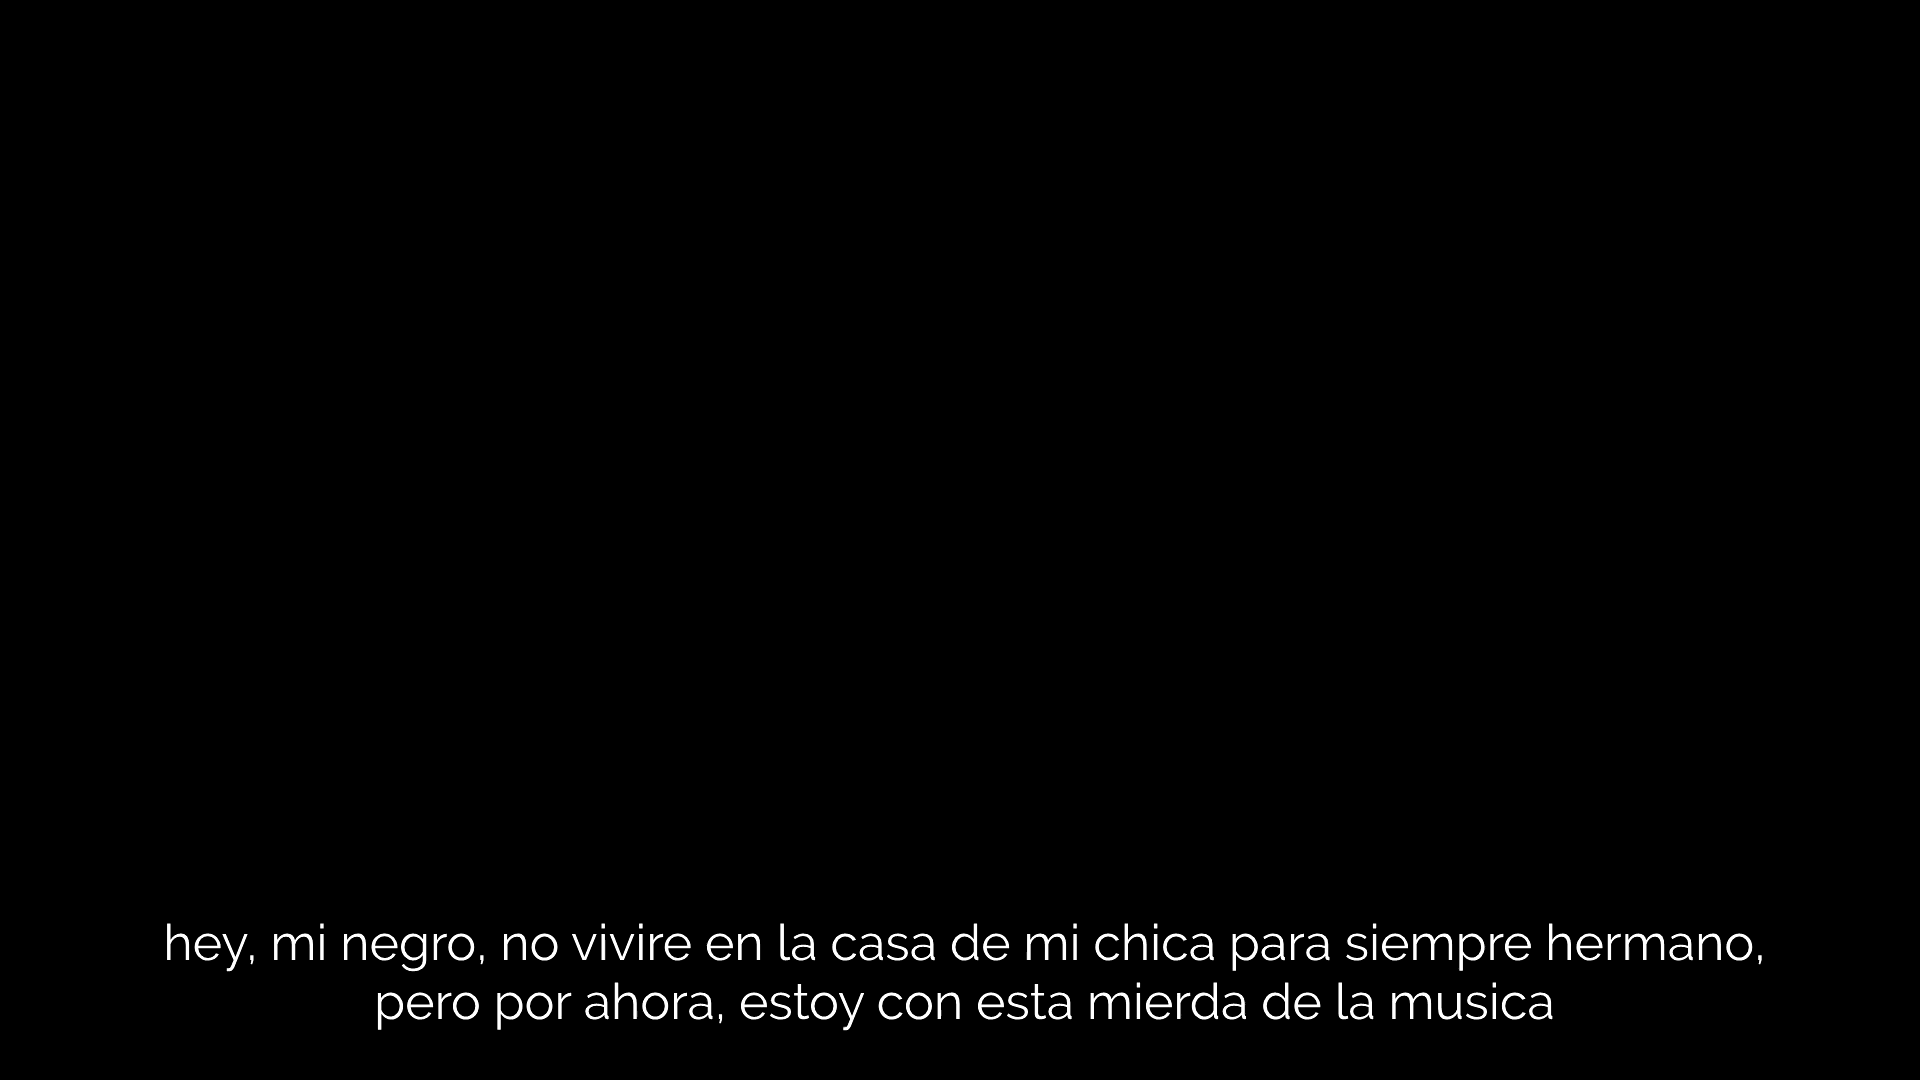 hey, mi negro, no vivire en la casa de mi chica para siempre hermano,
pero por ahora, estoy con esta mierda de la musica